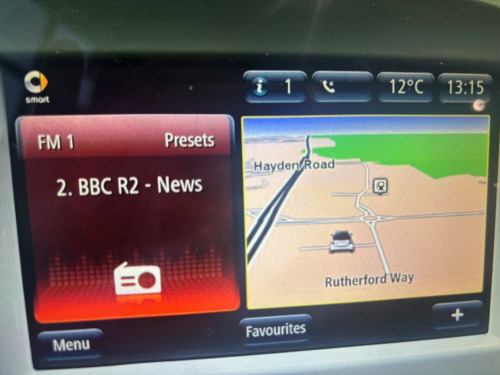 smart
i 1
12°C
13:15
FM 1
Presets
2. BBC R2 - News
Hayden Road
Rutherford Way
Menu
Favourites
+